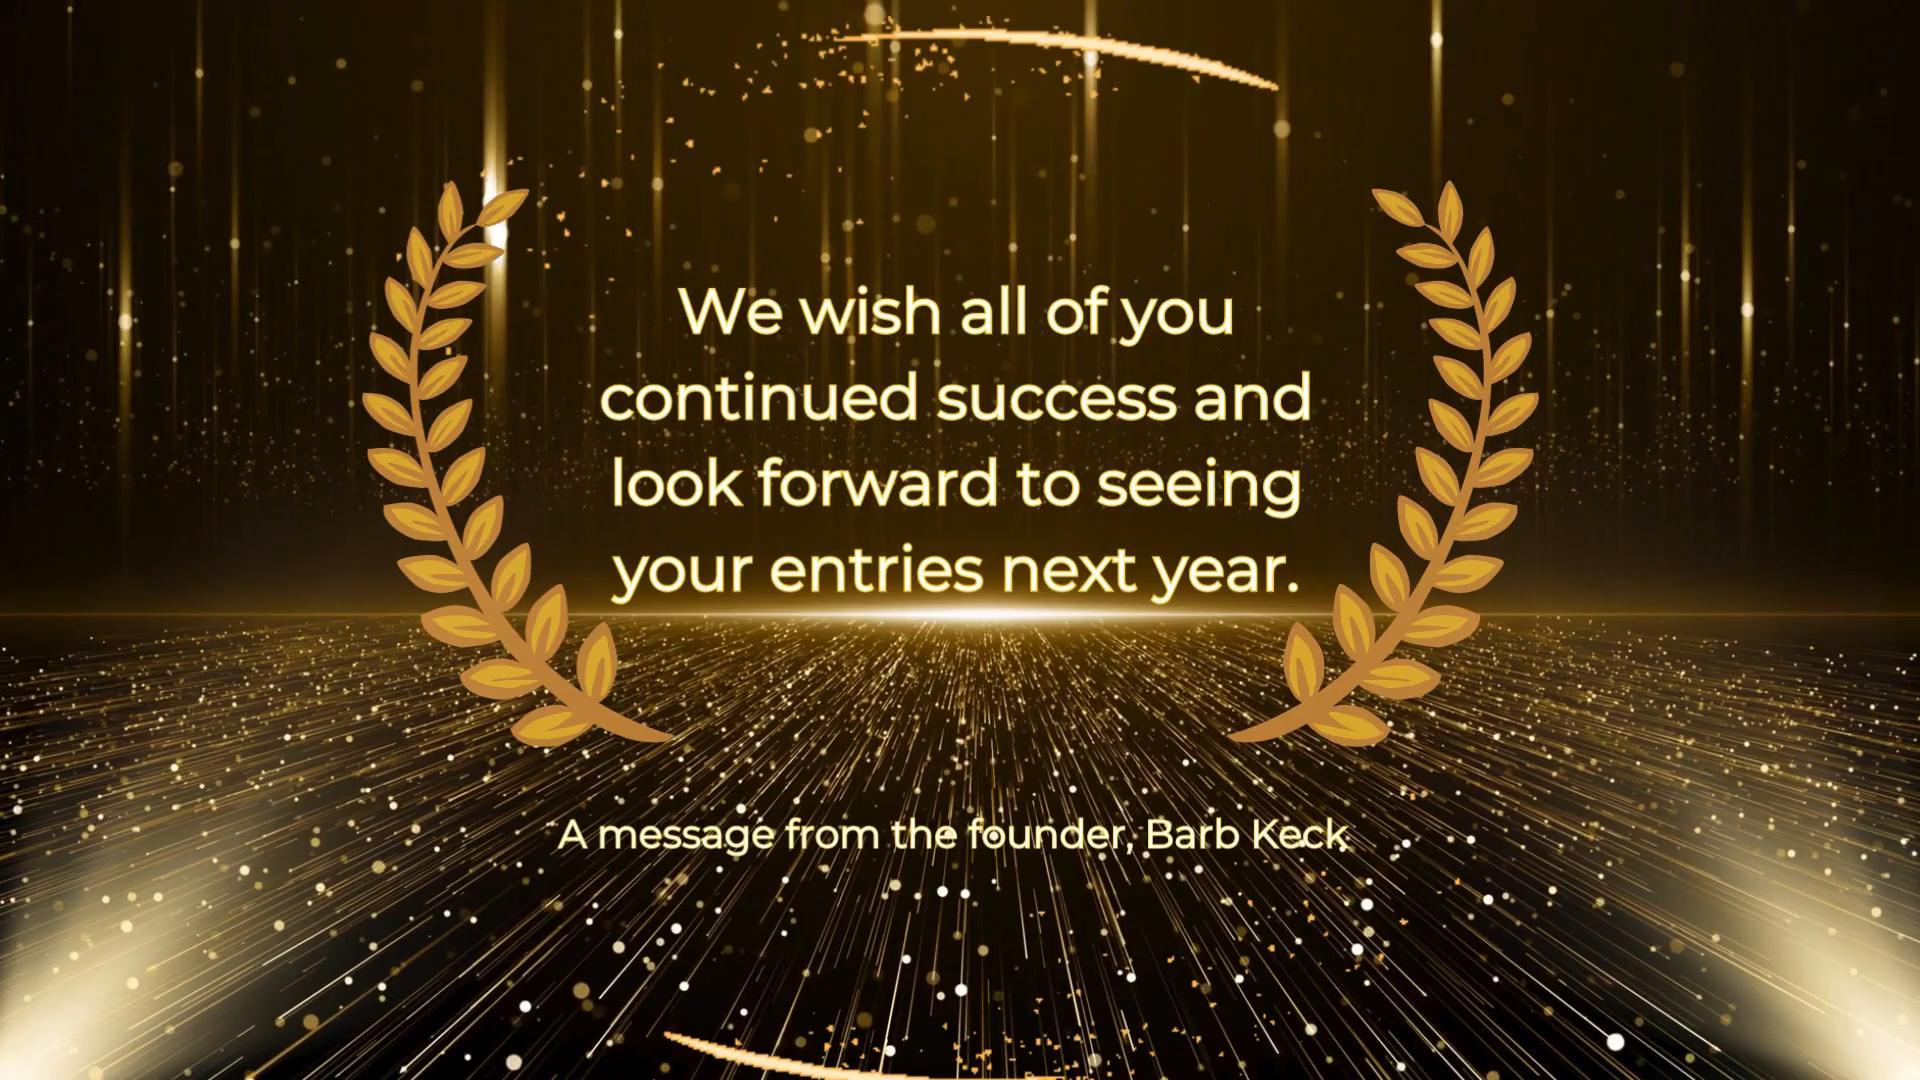 We wish all of you
continued success and
look forward to seeing
your entries next year.
A message from the founder, Barb Keck